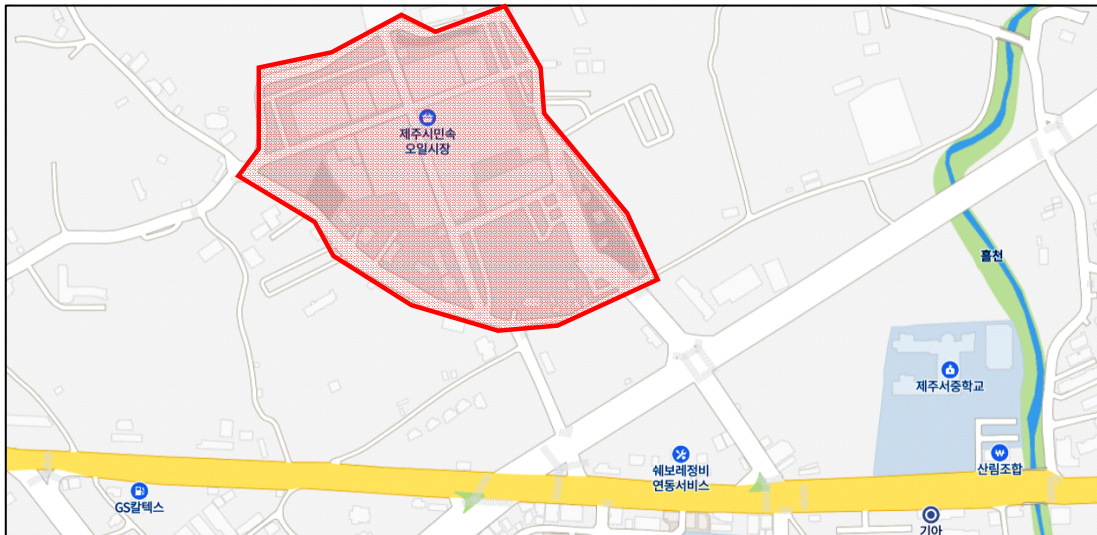 제주시민속
오일시장
흘천
제주서중학교
쉐보레정비
연동서비스
산림조합
GS칼텍스
기아